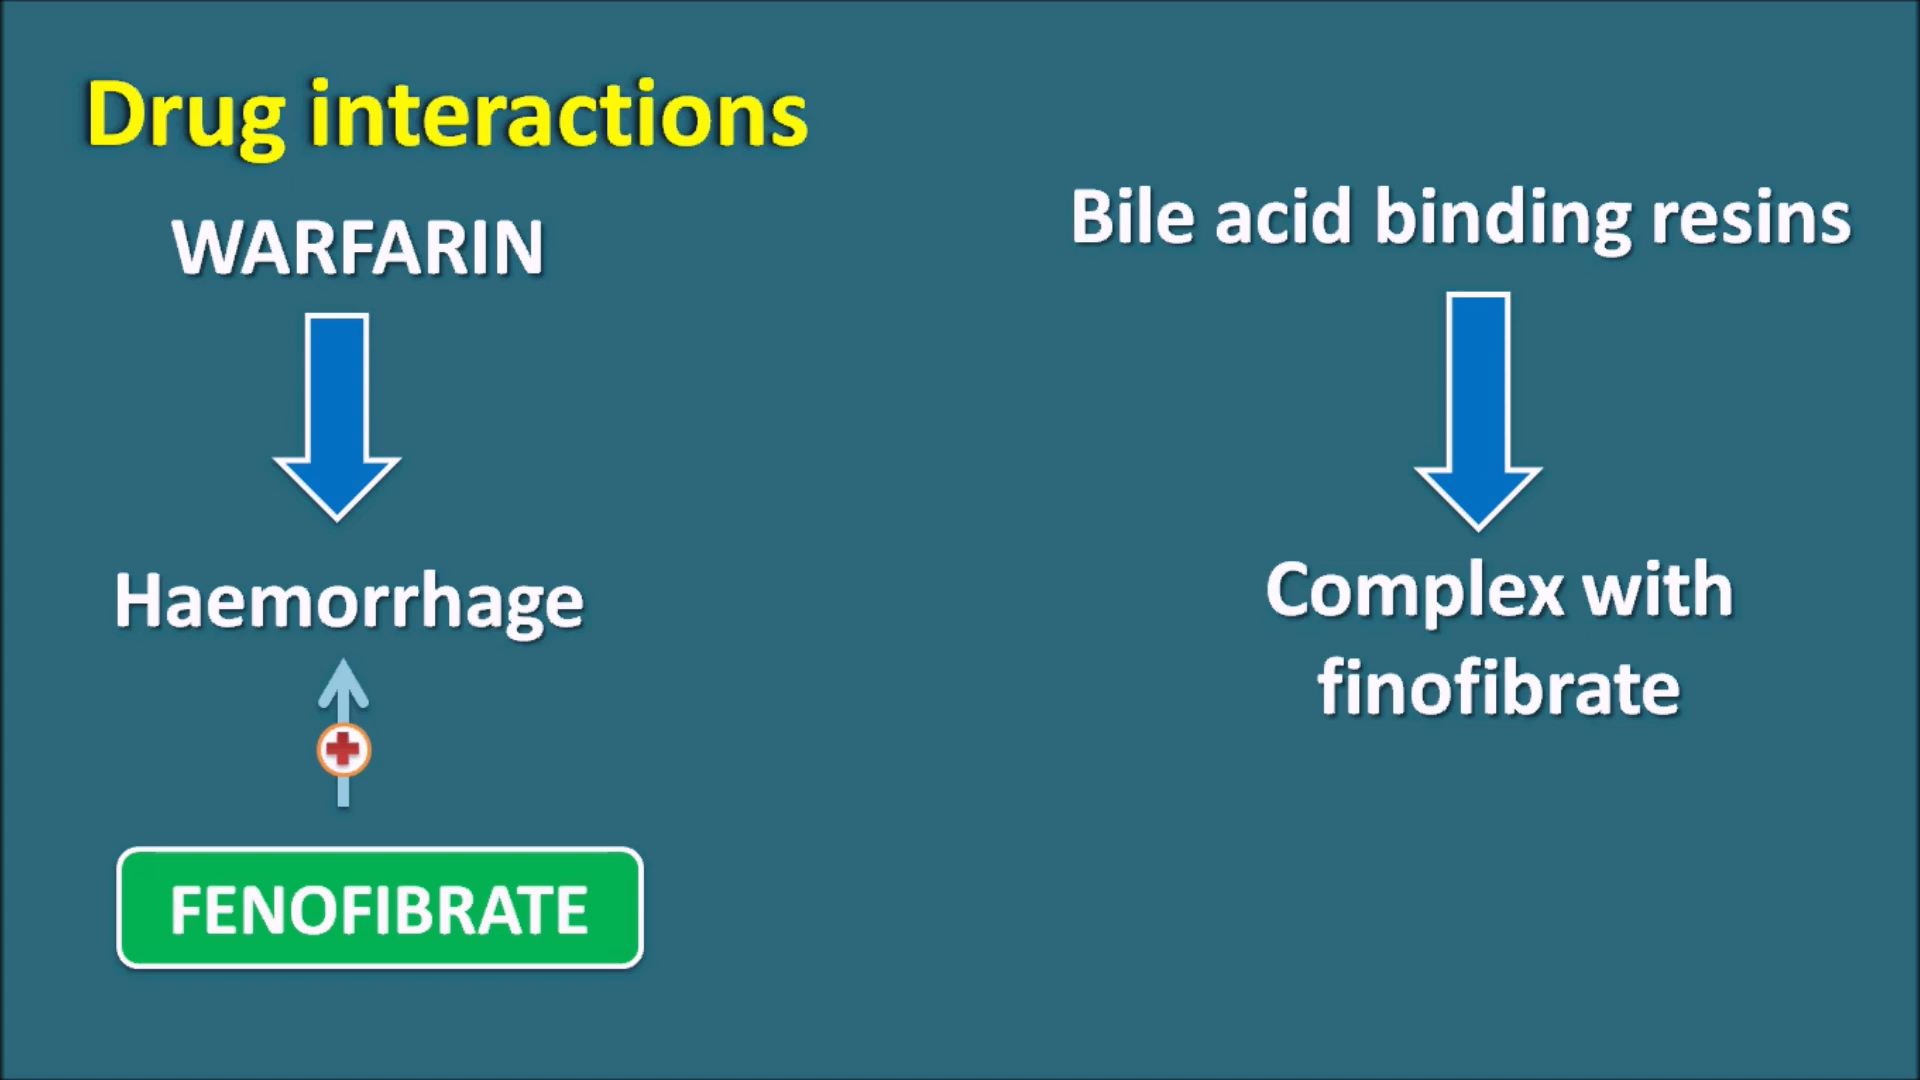 Drug interactions
WARFARIN
Haemorrhage
FENOFIBRATE
Bile acid binding resins
Complex with
finofibrate